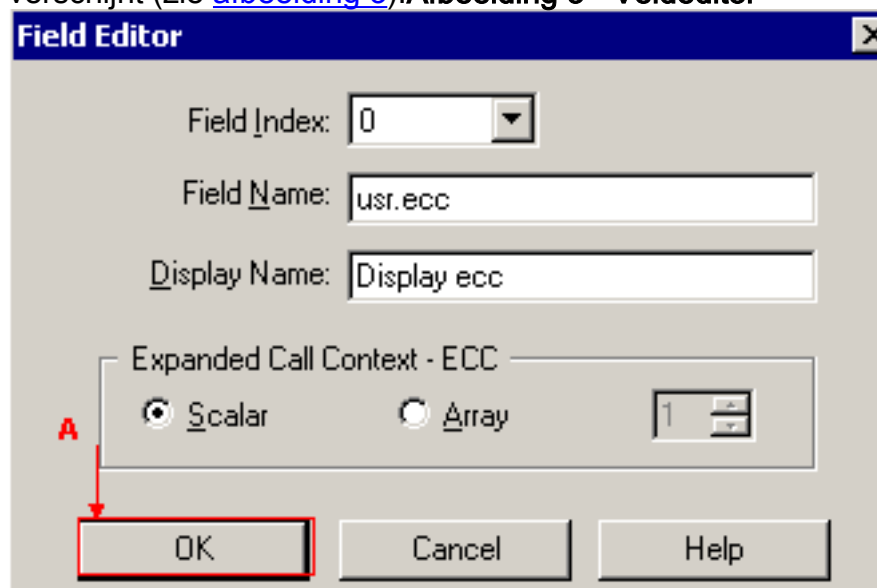 Field Editor
Field Index: 0
Field Name: usr.ecc
Display Name: Display ecc
Expanded Call Context - ECC
Scalar Array 1
A
OK Cancel Help